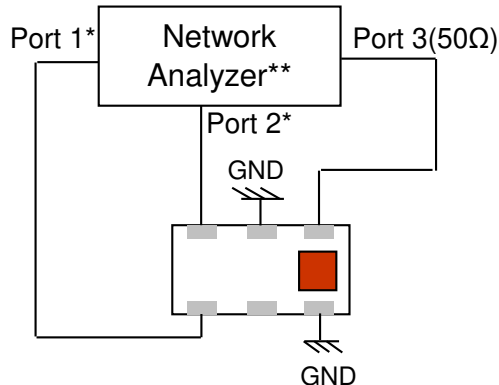 Port 1*
Network
Analyzer**
Port 3(50Ω)
Port 2*
GND
GND